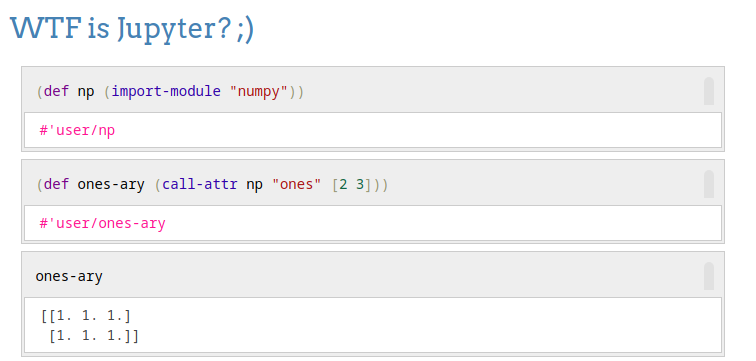 WTF is Jupyter? ;)
(def np (import-module "numpy"))
#'user/np
(def ones-ary (call-attr np "ones" [2 3]))
#'user/ones-ary
ones-ary
[[1. 1. 1.]
 [1. 1. 1.]]